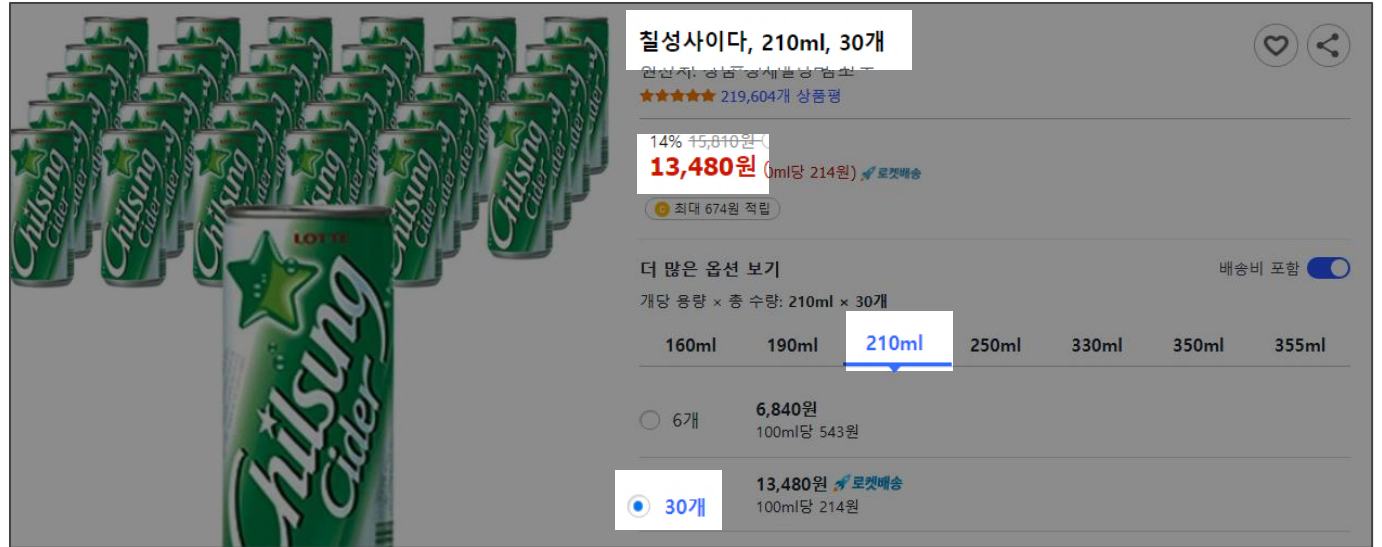 칠성사이다, 210ml, 30개
219,604개 상품평
14% 15,810원
13,480원 0ml당 214원) 로켓배송
최대 674원 적립
더 많은 옵션 보기
배송비 포함
개당 용량 × 총 수량: 210ml × 30개
160ml 190ml 210ml 250ml 330ml 350ml 355ml
6개
6,840원
100ml당 543원
30개
13,480원 로켓배송
100ml당 214원
LOTTE
Chilsung
Cider